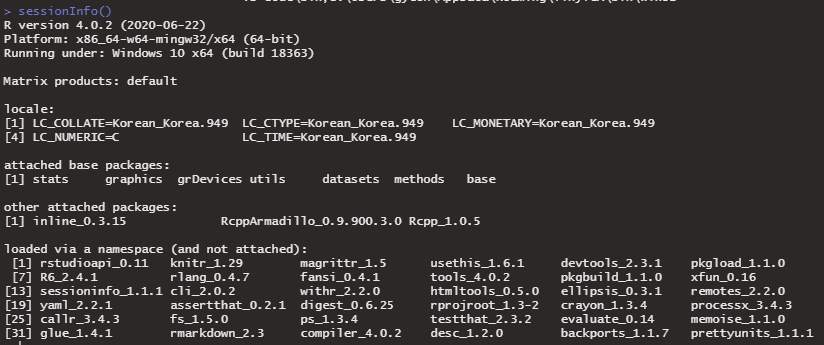 > sessionInfo()
R version 4.0.2 (2020-06-22)
Platform: x86_64-w64-mingw32/x64 (64-bit)
Running under: Windows 10 x64 (build 18363)
Matrix products: default
locale:
[1] LC_COLLATE=Korean_Korea.949  LC_CTYPE=Korean_Korea.949    LC_MONETARY=Korean_Korea.949
[4] LC_NUMERIC=C                 LC_TIME=Korean_Korea.949
attached base packages:
[1] stats     graphics  grDevices utils     datasets  methods   base
other attached packages:
[1] inline_0.3.15             RcppArmadillo_0.9.900.3.0 Rcpp_1.0.5
loaded via a namespace (and not attached):
 [1] rstudioapi_0.11   knitr_1.29        magrittr_1.5      usethis_1.6.1     devtools_2.3.1    pkgload_1.1.0
 [7] R6_2.4.1          rlang_0.4.7       fansi_0.4.1       tools_4.0.2       pkgbuild_1.1.0    xfun_0.16
[13] sessioninfo_1.1.1 cli_2.0.2         withr_2.2.0       htmltools_0.5.0   ellipsis_0.3.1    remotes_2.2.0
[19] yaml_2.2.1        assertthat_0.2.1  digest_0.6.25     rprojroot_1.3-2   crayon_1.3.4      processx_3.4.3
[25] callr_3.4.3       fs_1.5.0          ps_1.3.4          testthat_2.3.2    evaluate_0.14     memoise_1.1.0
[31] glue_1.4.1        rmarkdown_2.3     compiler_4.0.2    desc_1.2.0        backports_1.1.7   prettyunits_1.1.1